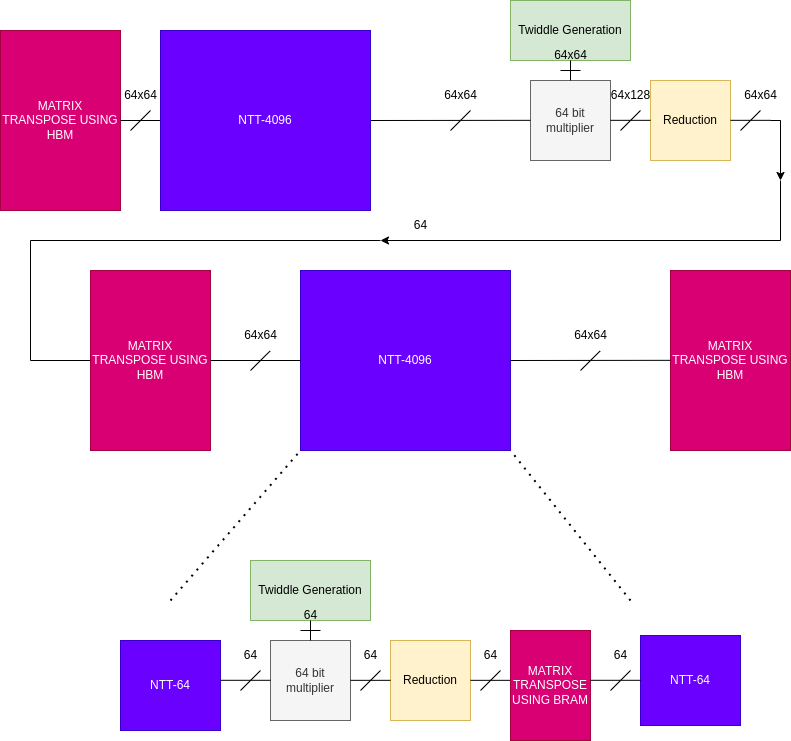 Twiddle Generation
64x64
64x64
64x64
64x128
64x64
MATRIX
TRANSPOSE USING
HBM
NTT-4096
64 bit
multiplier
Reduction
64
64x64
64x64
MATRIX
TRANSPOSE USING
HBM
NTT-4096
MATRIX
TRANSPOSE USING
HBM
Twiddle Generation
64
64
64
64
64
NTT-64
64 bit
multiplier
Reduction
MATRIX
TRANSPOSE
USING BRAM
NTT-64